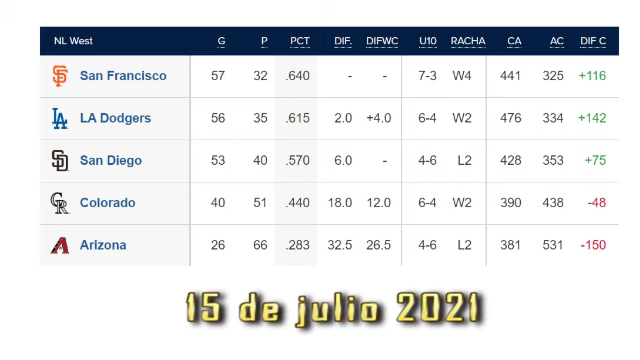 NL West G P PCT DIF. DIFWC U10 RACHA CA AC DIF C
SF San Francisco 57 32 .640 - - 7-3 W4 441 325 +116
LA LA Dodgers 56 35 .615 2.0 +4.0 6-4 W2 476 334 +142
SD San Diego 53 40 .570 6.0 - 4-6 L2 428 353 +75
CR Colorado 40 51 .440 18.0 12.0 6-4 W2 390 438 -48
A Arizona 26 66 .283 32.5 26.5 4-6 L2 381 531 -150
15 de julio 2021